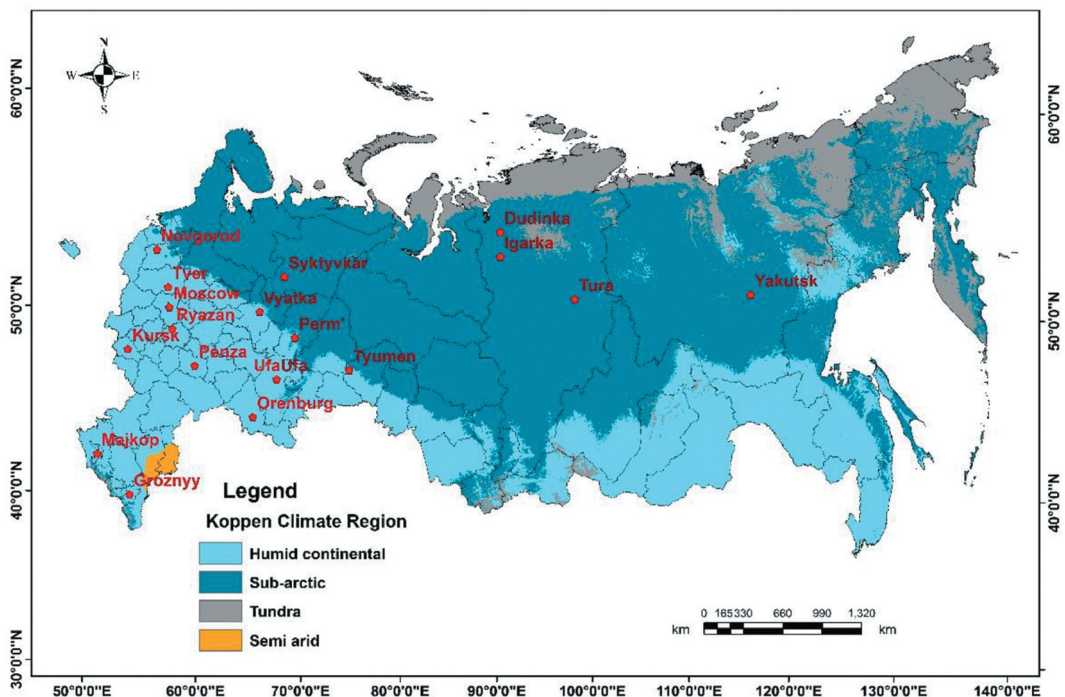 N
W E
S
60°0'0"N
50°0'0"N
40°0'0"N
30°0'0"N
60°0'0"N
50°0'0"N
40°0'0"N
Dudinka
Igarka
Novgorod
Syktyvkar
Tura
Yakutsk
Tver
Moscow
Vyatka
Ryazan
Kursk
Perm'
Penza
Tyumen
UfaUfa
Orenburg
Majkop
Groznyy
Legend
Koppen Climate Region
Humid continental
Sub-arctic
Tundra
Semi arid
0 165330 660 990 1,320
km km
50°0'0"E 60°0'0"E 70°0'0"E 80°0'0"E 90°0'0"E 100°0'0"E 110°0'0"E 120°0'0"E 130°0'0"E 140°0'0"E